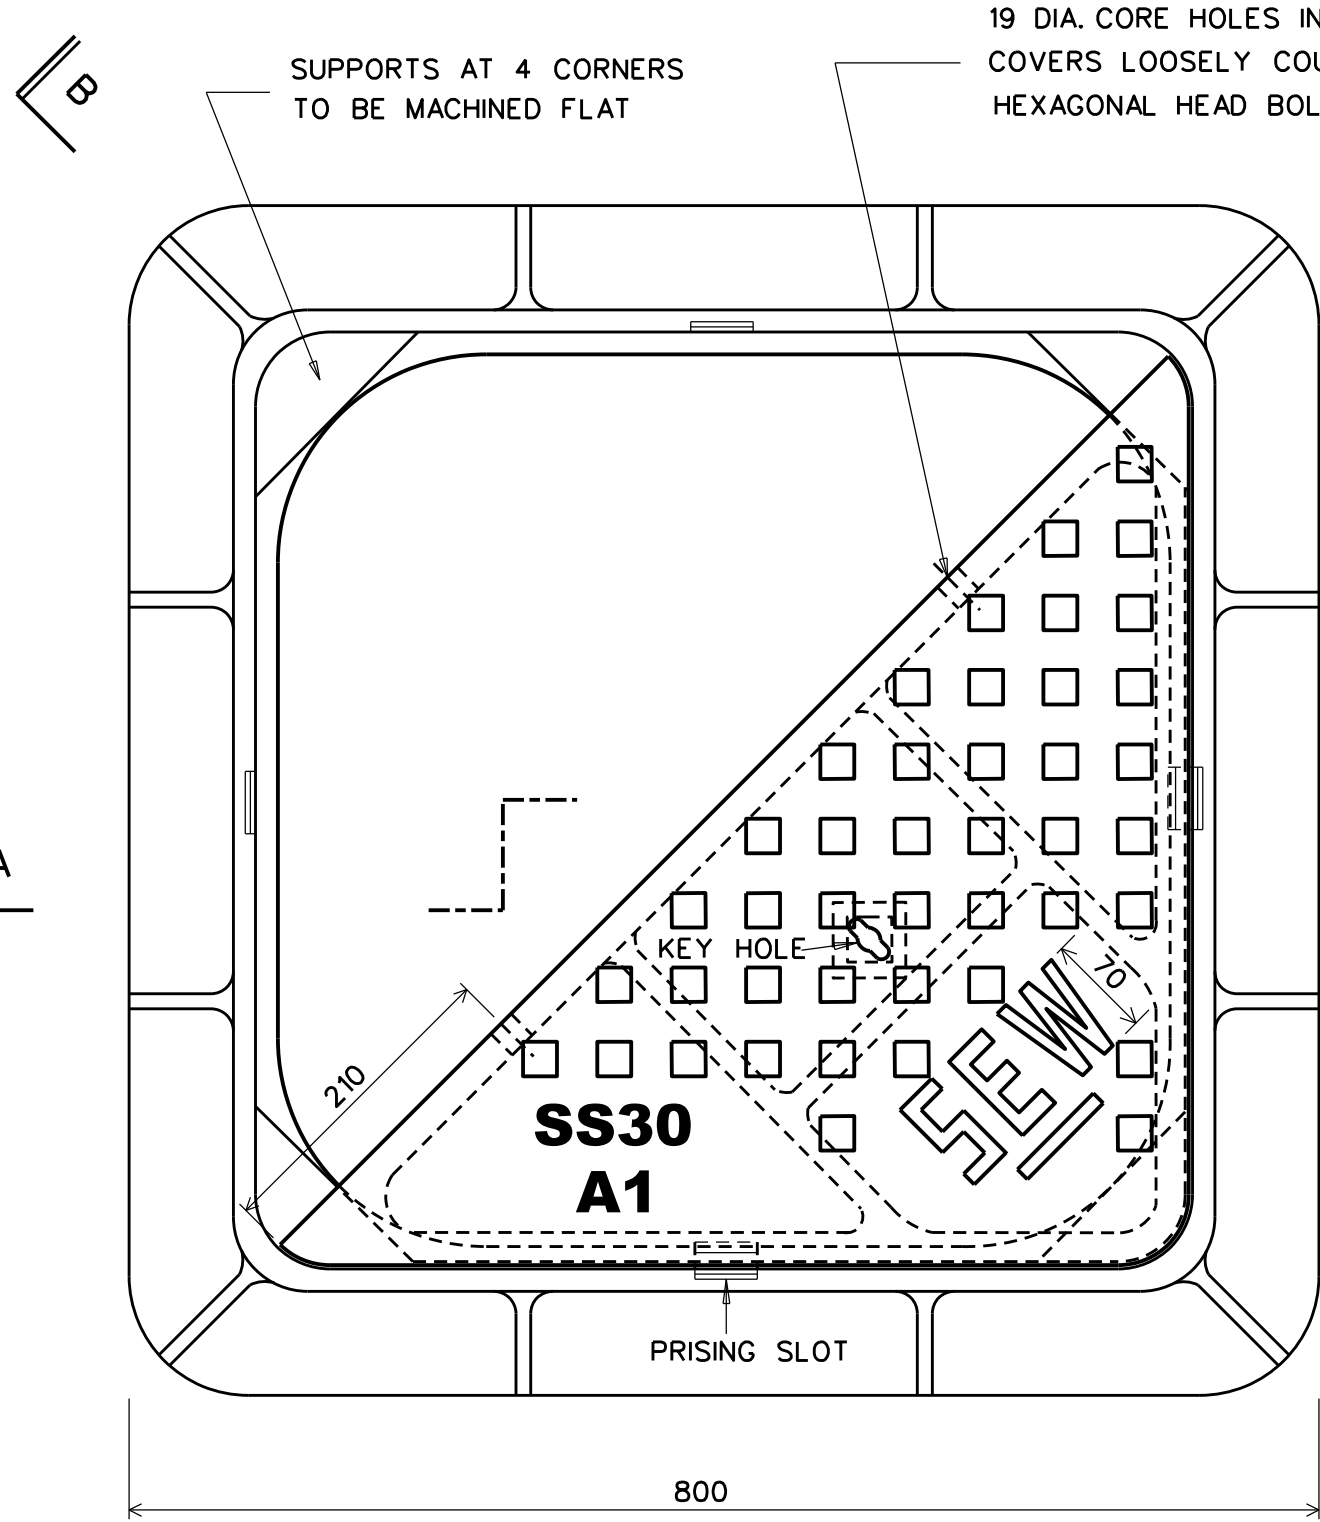 19 DIA. CORE HOLES IN
COVERS LOOSELY COU
HEXAGONAL HEAD BOL
SUPPORTS AT 4 CORNERS
TO BE MACHINED FLAT
B
A
KEY HOLE
70
210
SEW
SS30
A1
PRISING SLOT
800